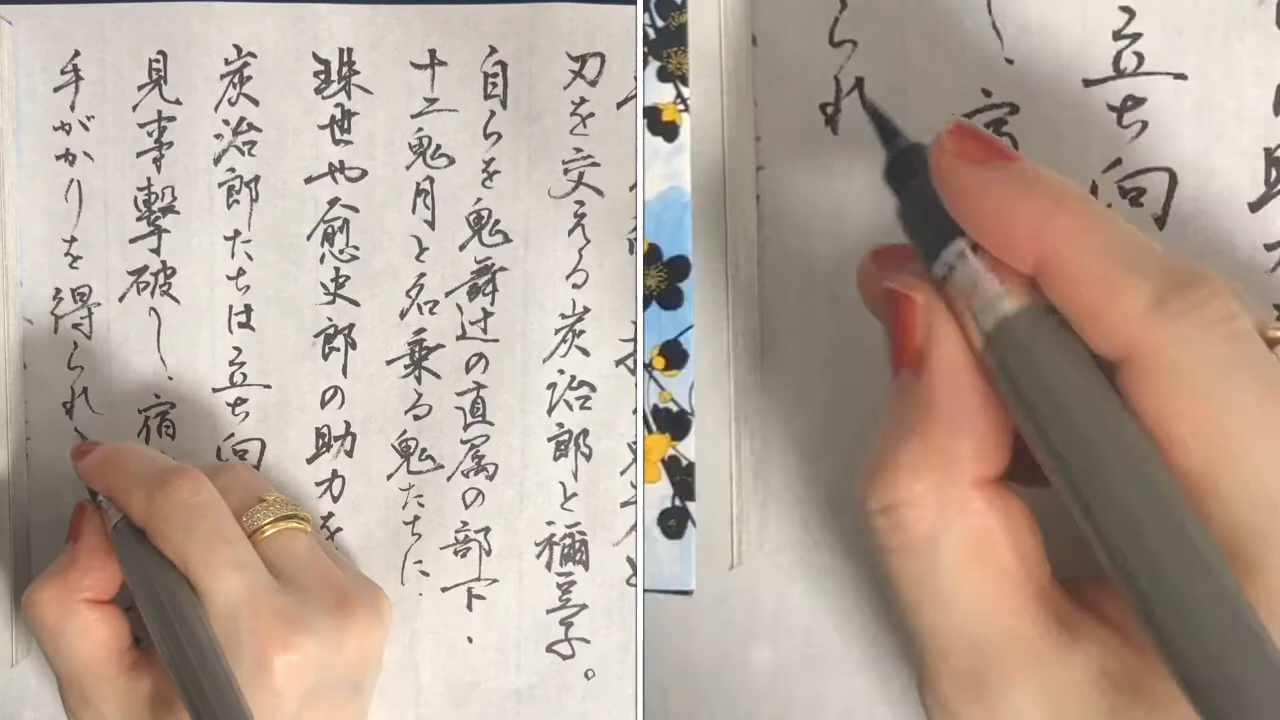 刃を交える炭治郎と禰豆子。
自らを鬼舞辻の直属の部下・
十二鬼月と名乗る鬼たちに
珠世や愈史郎の助力を
炭治郎たちは立ち向
見事撃破し、宿
手がかりを得られ
られ
し、宿
立ち向